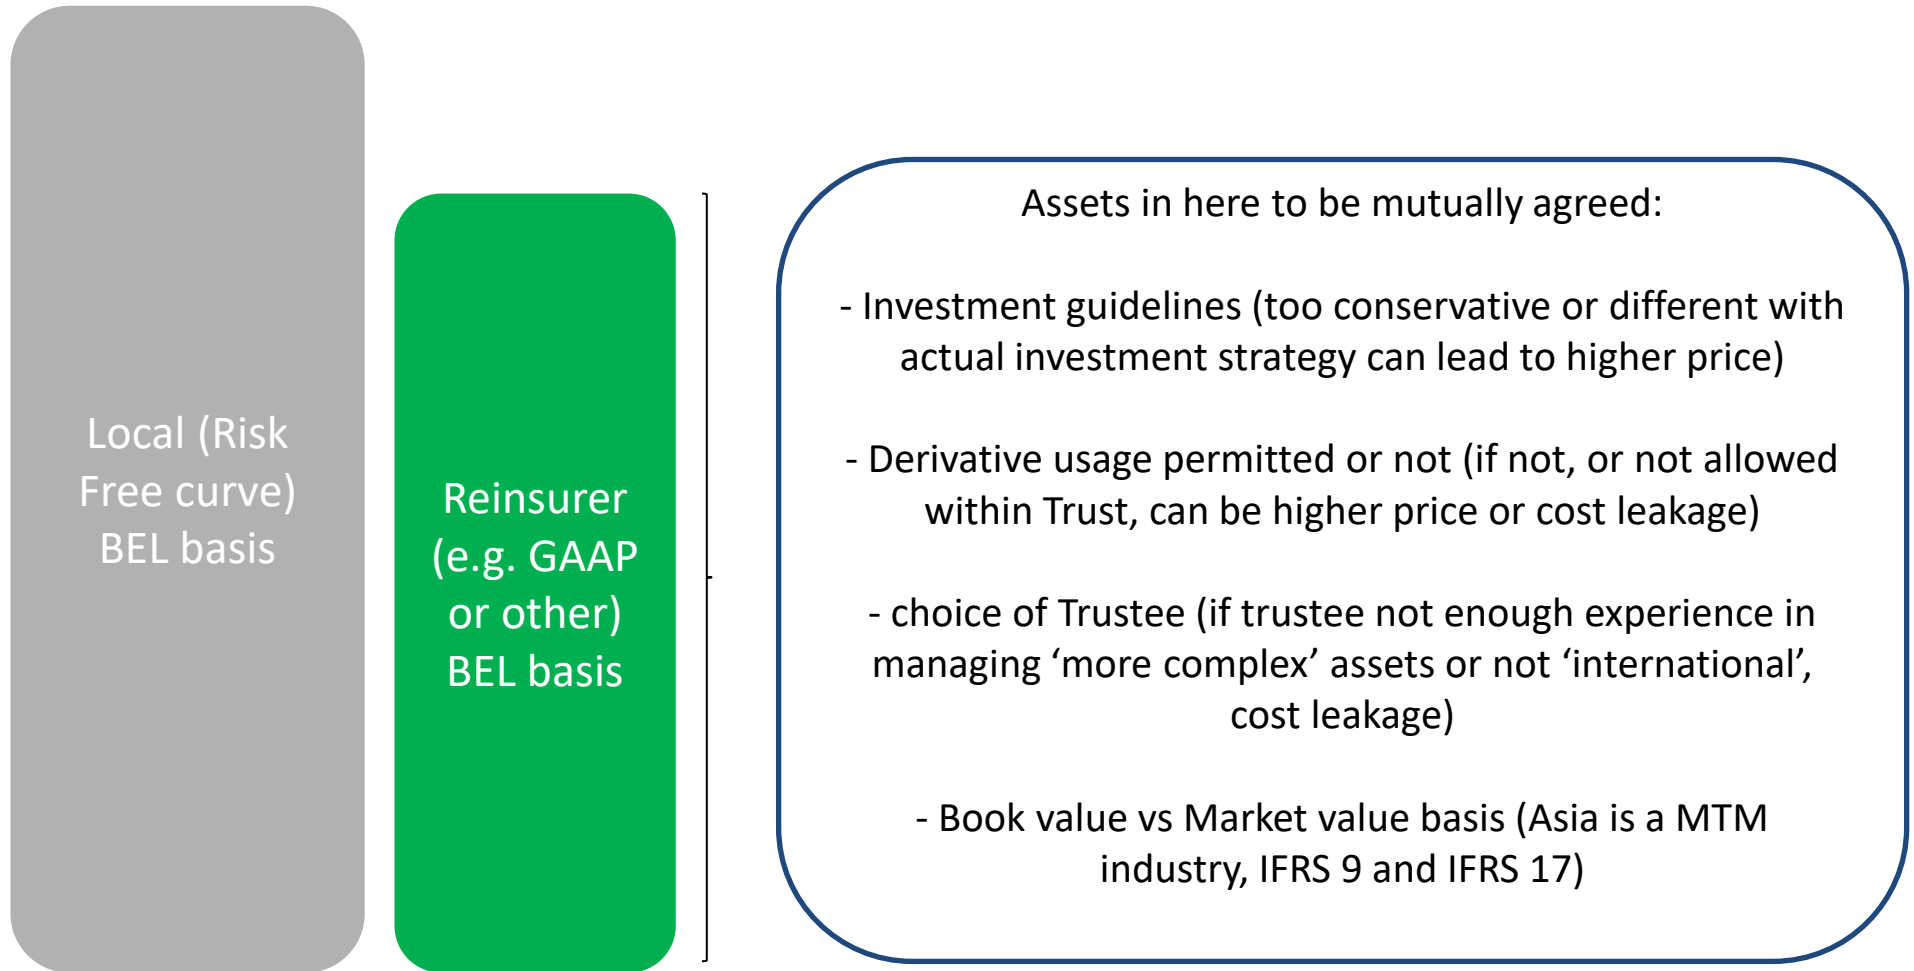 Local (Risk
Free curve)
BEL basis
Reinsurer
(e.g. GAAP
or other)
BEL basis
Assets in here to be mutually agreed:
- Investment guidelines (too conservative or different with
actual investment strategy can lead to higher price)
- Derivative usage permitted or not (if not, or not allowed
within Trust, can be higher price or cost leakage)
- choice of Trustee (if trustee not enough experience in
managing ‘more complex’ assets or not ‘international’,
cost leakage)
- Book value vs Market value basis (Asia is a MTM
industry, IFRS 9 and IFRS 17)